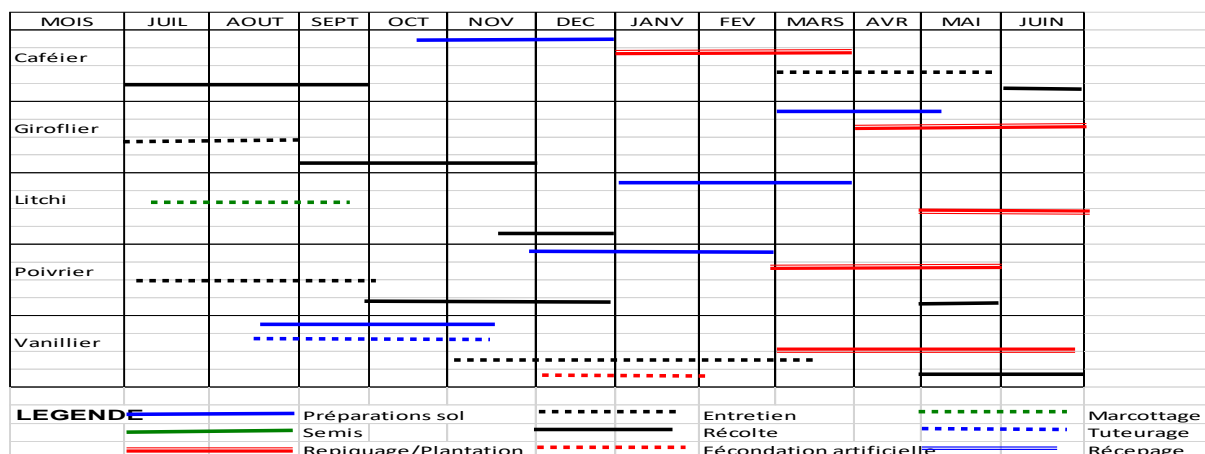 MOIS JUIL AOUT SEPT OCT NOV DEC JANV FEV MARS AVR MAI JUIN
Caféier
Giroflier
Litchi
Poivrier
Vanillier
LEGENDE Préparations sol Entretien Marcottage
Semis Récolte Tuteurage
Repiquage/Plantation Fécondation artificielle Récepage